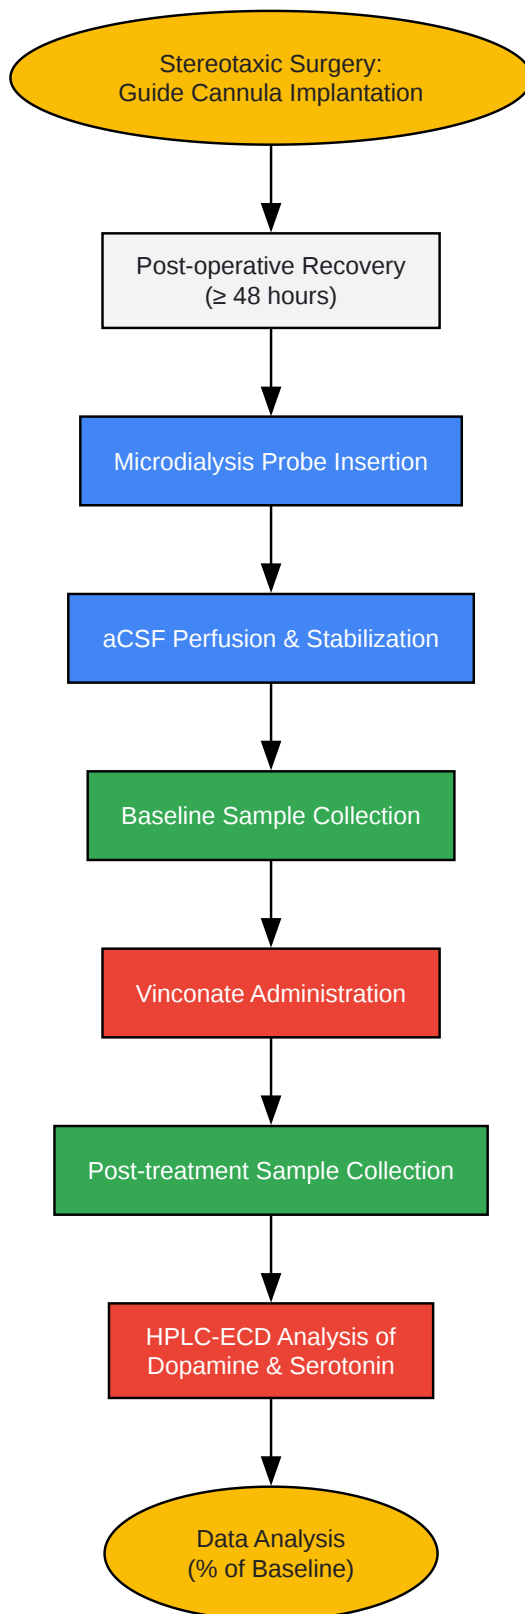 Stereotaxic Surgery:
Guide Cannula Implantation
Post-operative Recovery
(≥ 48 hours)
Microdialysis Probe Insertion
aCSF Perfusion & Stabilization
Baseline Sample Collection
Vinconate Administration
Post-treatment Sample Collection
HPLC-ECD Analysis of
Dopamine & Serotonin
Data Analysis
(% of Baseline)